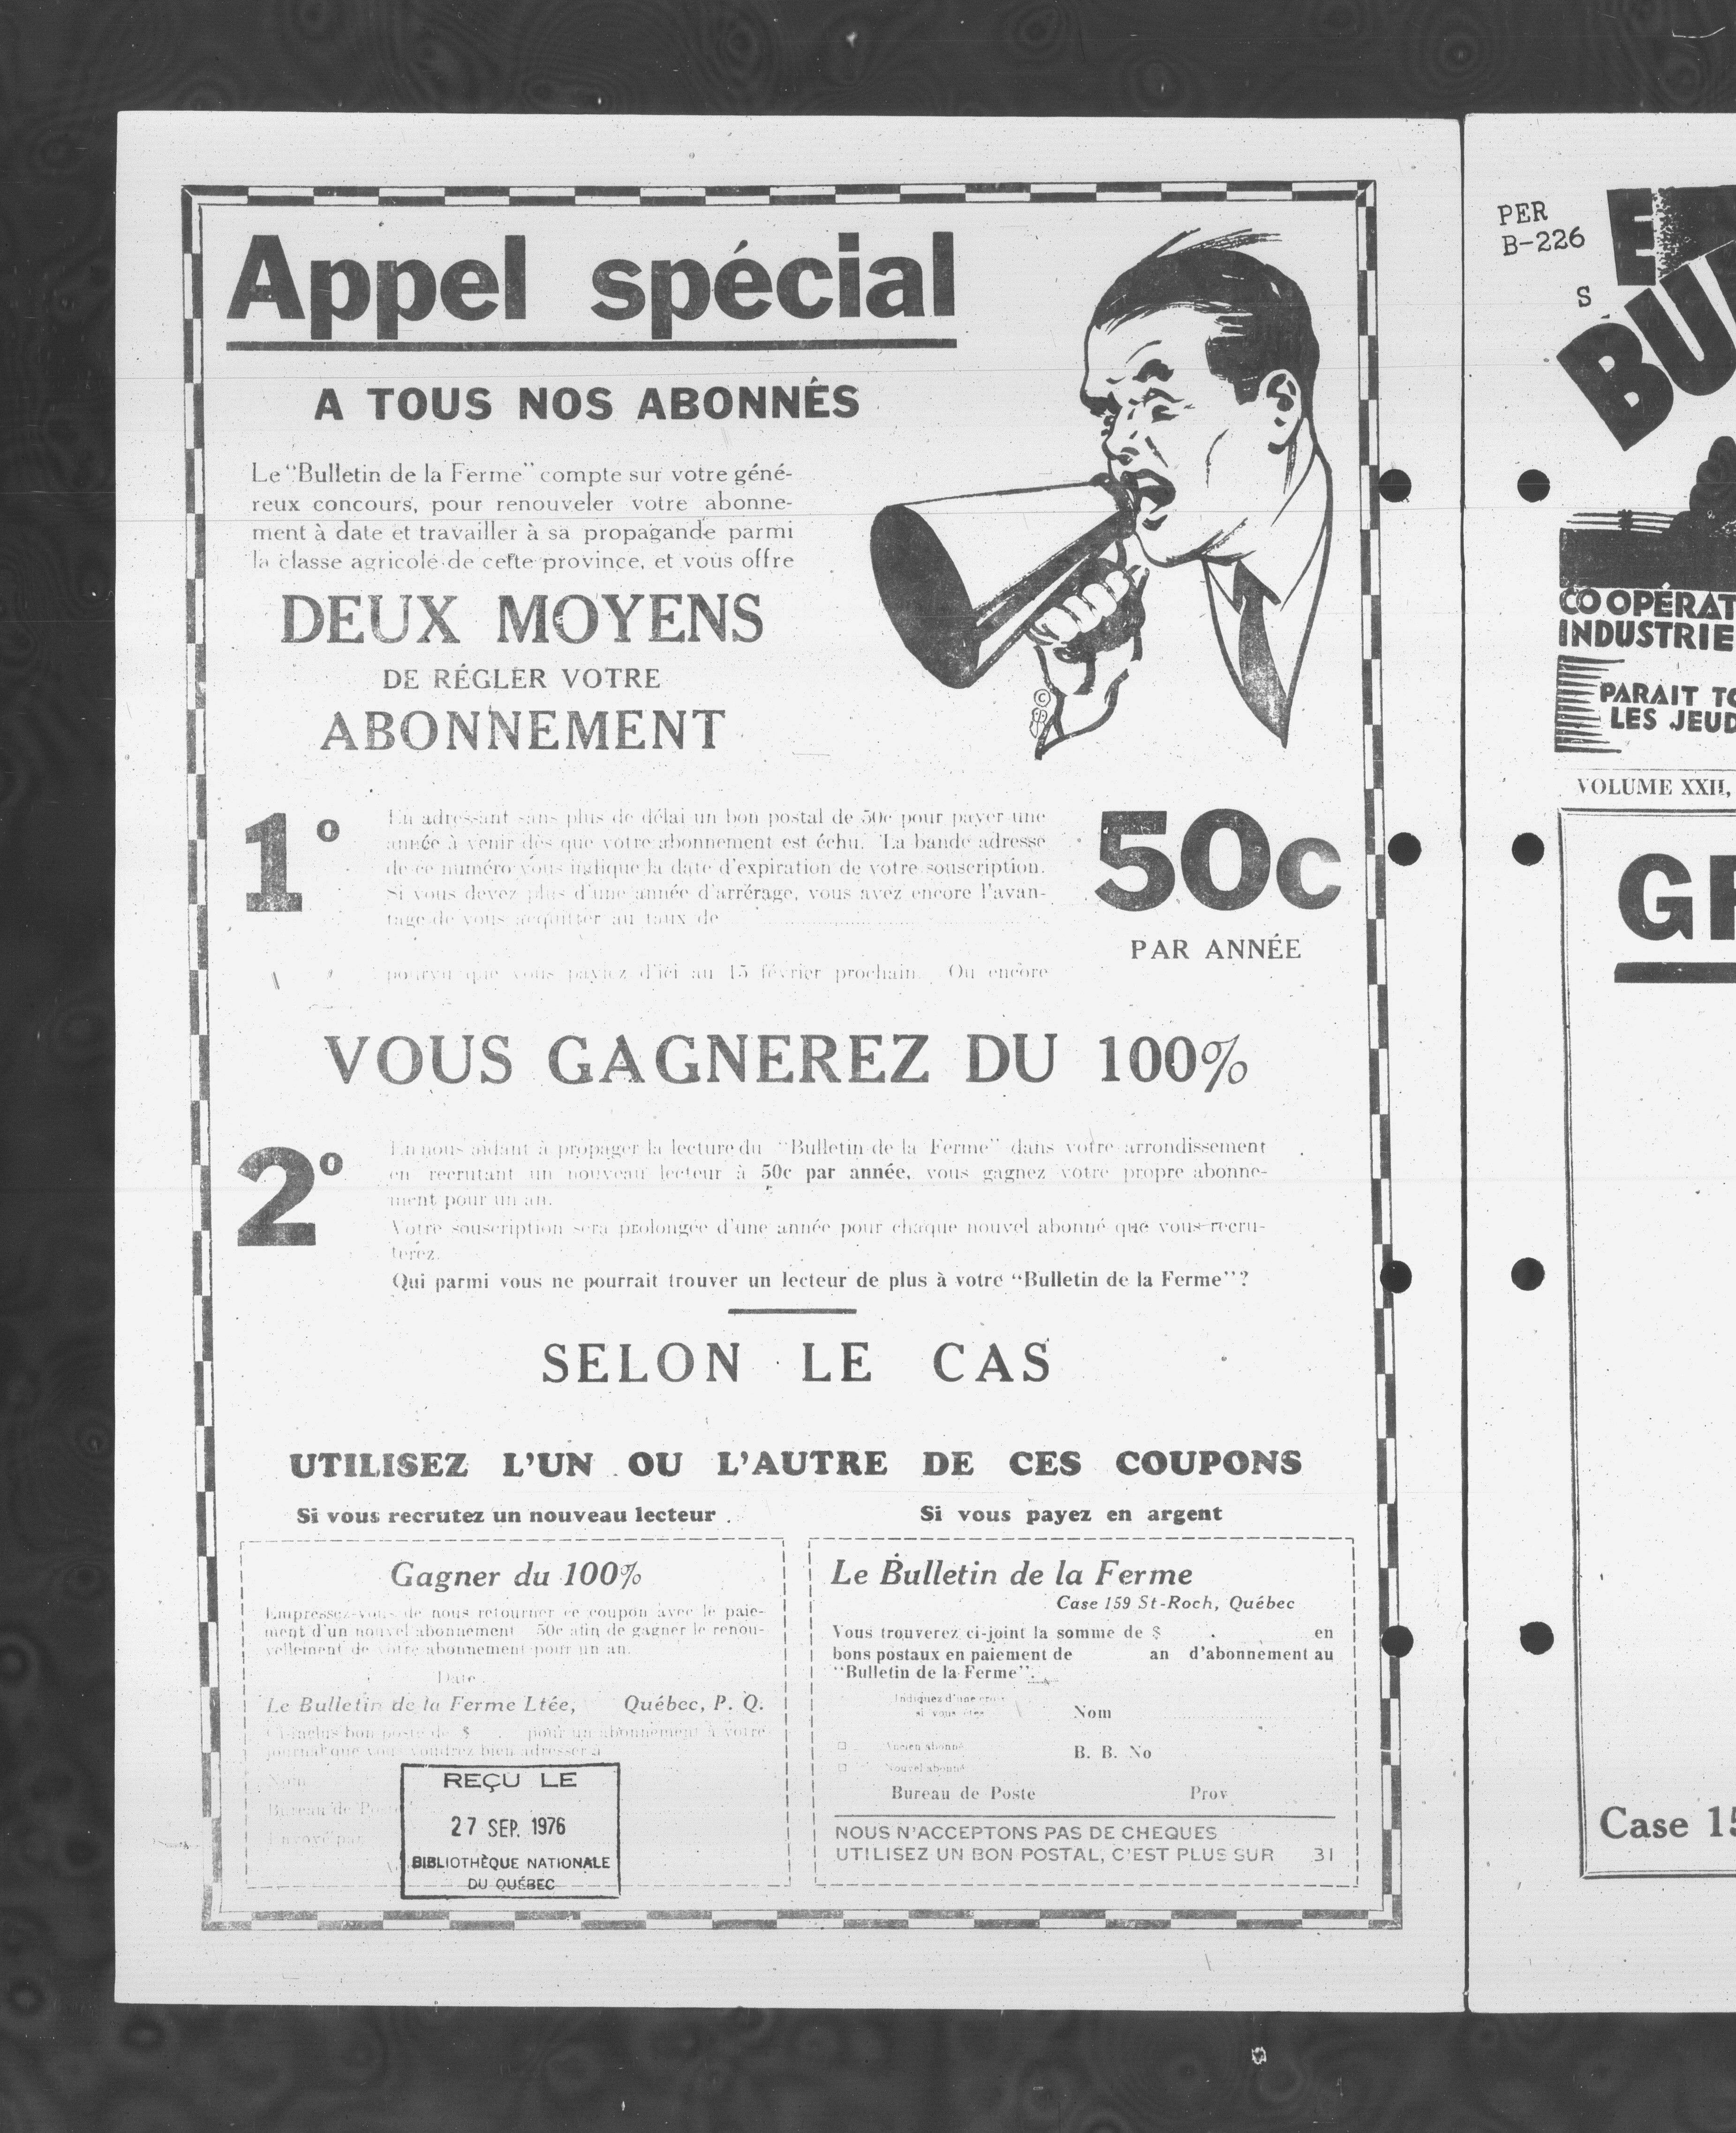 Appel spécial
A TOUS NOS ABONNÉS
Le "Bulletin de la Ferme" compte sur votre géné-
reux concours, pour renouveler votre abonne-
ment à date et travailler à sa propagande parmi
la classe agricole de cette province, et vous offre
DEUX MOYENS
DE RÉGLER VOTRE
ABONNEMENT
1º
En adressant sans plus de délai un bon postal de 50c pour payer une
année à venir dès que votre abonnement est échu. La bande adresse
de ce numéro vous indique la date d'expiration de votre souscription.
Si vous devez plus d'une année d'arrérage, vous avez encore l'avan-
tage de vous acquitter au taux de
50c
PAR ANNÉE
pourvu que vous payiez d'ici au 15 février prochain. Ou encore
VOUS GAGNEREZ DU 100%
2º
En nous aidant à propager la lecture du "Bulletin de la Ferme" dans votre arrondissement
en recrutant un nouveau lecteur à 50c par année, vous gagnez votre propre abonne-
ment pour un an.
Votre souscription sera prolongée d'une année pour chaque nouvel abonné que vous recru-
terez.
Qui parmi vous ne pourrait trouver un lecteur de plus à votre "Bulletin de la Ferme"?
SELON LE CAS
UTILISEZ L'UN OU L'AUTRE DE CES COUPONS
Si vous recrutez un nouveau lecteur
Gagner du 100%
Empressez-vous de nous retourner ce coupon avec le paie-
ment d'un nouvel abonnement 50c afin de gagner le renou-
vellement de votre abonnement pour un an.
Date
Le Bulletin de la Ferme Ltée, Québec, P. Q.
Ci-inclus bon poste de $ pour un abonnement à votre
journal que vous voudrez bien adresser à
Nom
Bureau de Poste
Envoyé par
REÇU LE
27 SEP. 1976
BIBLIOTHÈQUE NATIONALE
DU QUÉBEC
Si vous payez en argent
Le Bulletin de la Ferme
Case 159 St-Roch, Québec
Vous trouverez ci-joint la somme de $ en
bons postaux en paiement de an d'abonnement au
"Bulletin de la Ferme".
Indiquez d'une croix
si vous êtes
Nom
Ancien abonné
B. B. No
Nouvel abonné
Bureau de Poste Prov
NOUS N'ACCEPTONS PAS DE CHEQUES
UTILISEZ UN BON POSTAL, C'EST PLUS SUR 31
PER
B-226
S
BU
COOPÉRAT
INDUSTRIE
PARAIT TO
LES JEUD
VOLUME XXII,
GR
Case 15